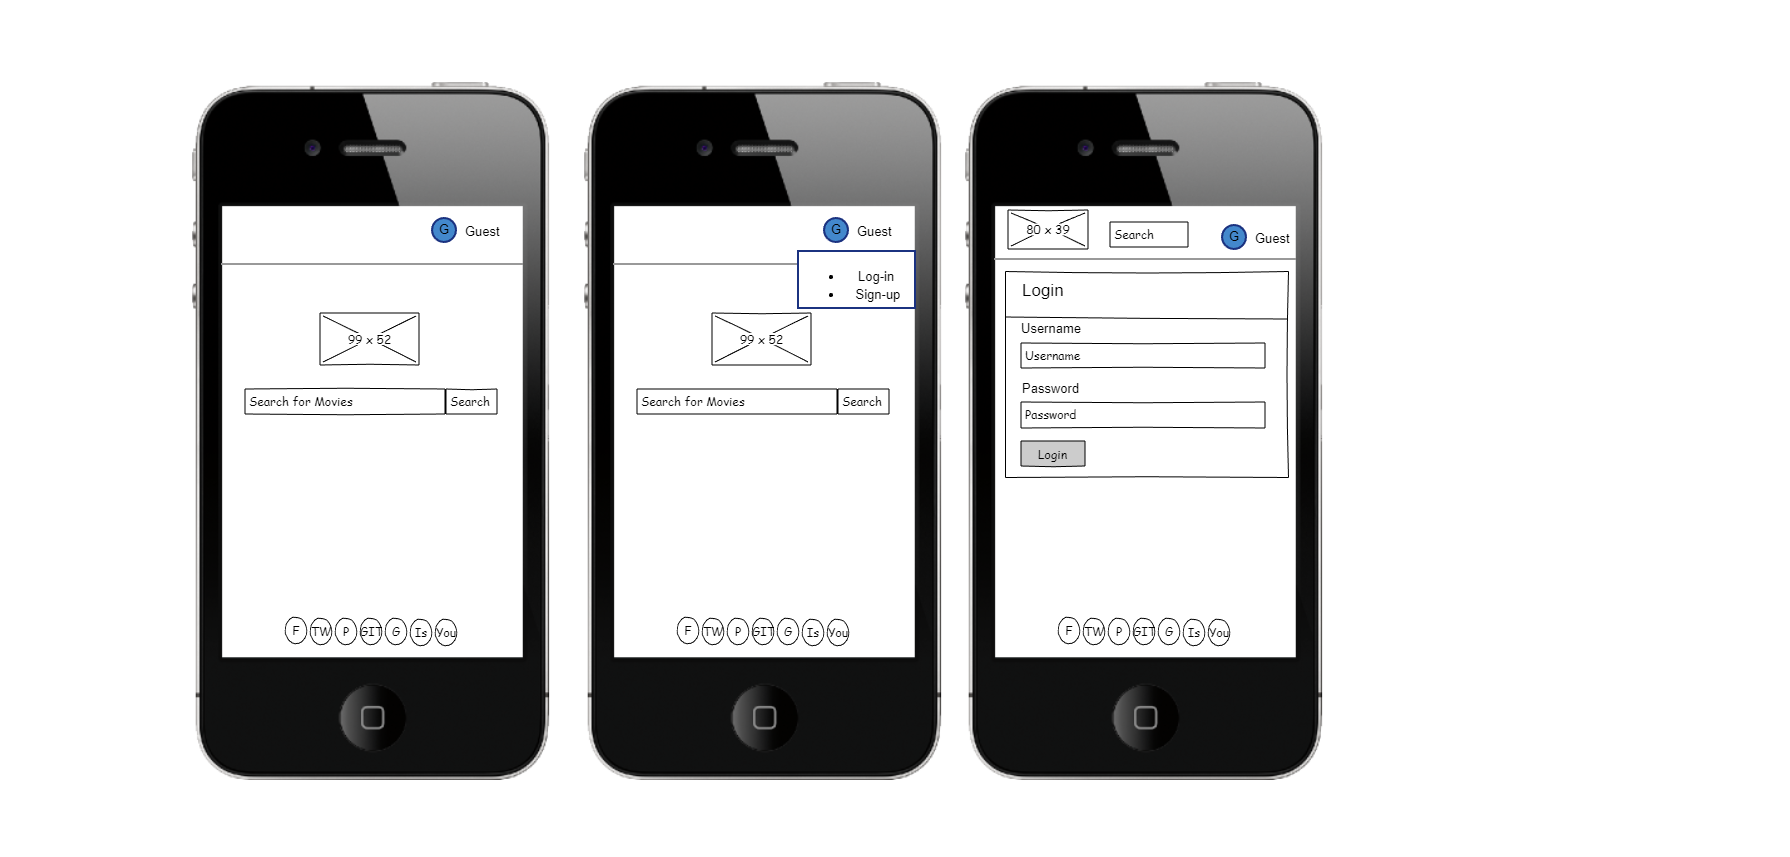 G Guest
99 x 52
Search for Movies Search
F TW P GIT G Is You
G Guest
• Log-in
• Sign-up
99 x 52
Search for Movies Search
F TW P GIT G Is You
80 x 39 Search G Guest
Login
Username
Username
Password
Password
Login
F TW P GIT G Is You